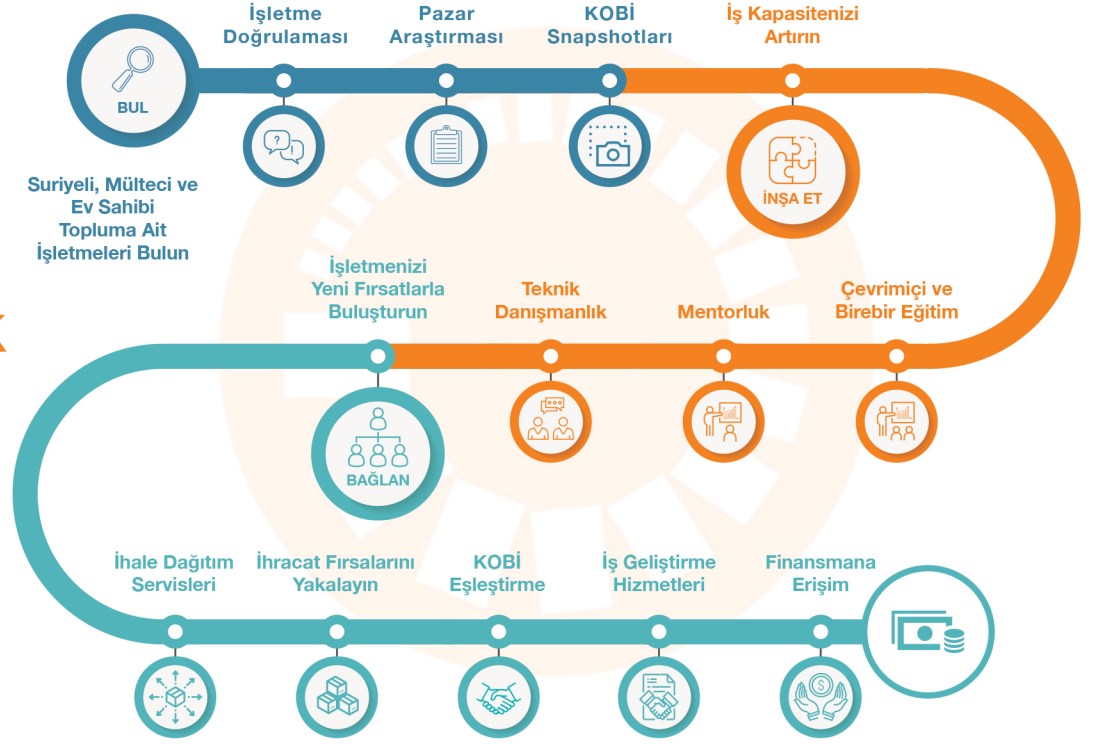 İşletme
Doğrulaması
Pazar
Araştırması
KOBİ
Snapshotları
İş Kapasitenizi
Artırın
BUL
?
!
İNŞA ET
Suriyeli, Mülteci ve
Ev Sahibi
Topluma Ait
İşletmeleri Bulun
İşletmenizi
Yeni Fırsatlarla
Buluşturun
Teknik
Danışmanlık
Mentorluk
Çevrimiçi ve
Birebir Eğitim
BAĞLAN
İhale Dağıtım
Servisleri
İhracat Fırsalarını
Yakalayın
KOBİ
Eşleştirme
İş Geliştirme
Hizmetleri
Finansmana
Erişim
$